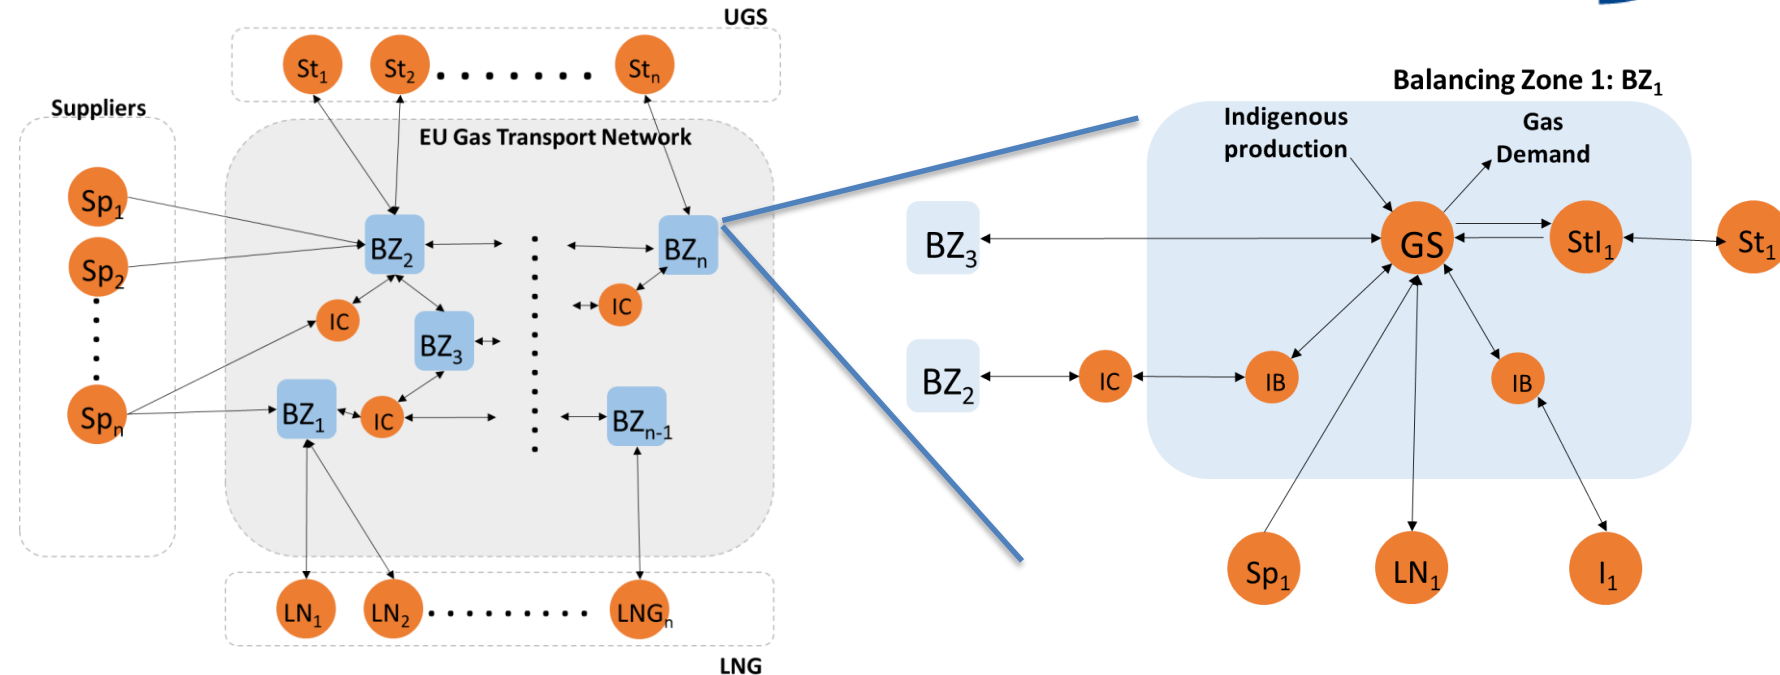 UGS
St1
St2
Stn
Suppliers
EU Gas Transport Network
Sp1
Sp2
Spn
BZ2
BZn
IC
IC
BZ3
BZ1
IC
BZn-1
LN1
LN2
LNGn
LNG
Balancing Zone 1: BZ1
Indigenous
production
Gas
Demand
BZ3
GS
StI1
St1
BZ2
IC
IB
IB
Sp1
LN1
I1